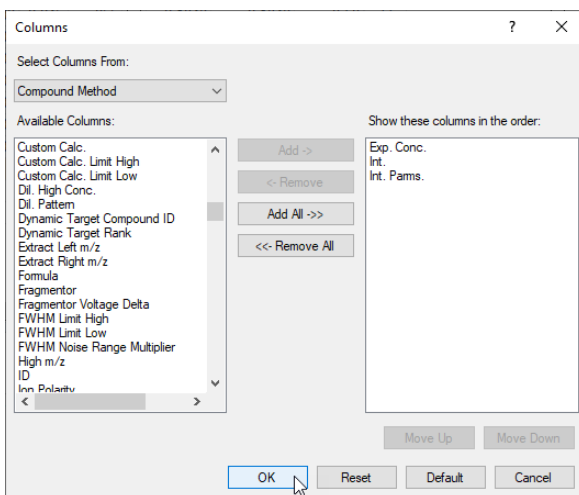 Columns
?
Select Columns From:
Compound Method
Available Columns:
Custom Calc.
Custom Calc. Limit High
Custom Calc. Limit Low
Dil. High Conc.
Dil. Pattern
Dynamic Target Compound ID
Dynamic Target Rank
Extract Left m/z
Extract Right m/z
Formula
Fragmentor
Fragmentor Voltage Delta
FWHM Limit High
FWHM Limit Low
FWHM Noise Range Multiplier
High m/z
ID
Ion Polarity
Add ->
<- Remove
Add All ->>
<<- Remove All
Show these columns in the order:
Exp. Conc.
Int.
Int. Parms.
Move Up
Move Down
OK
Reset
Default
Cancel